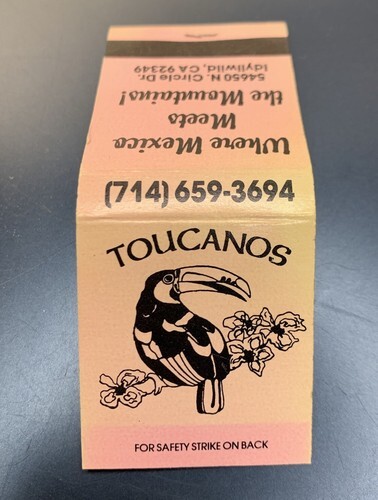 TOUCANOS
FOR SAFETY STRIKE ON BACK
(714) 659-3694
Where Mexico
Meets
the Mountains!
54650 N. Circle Dr.
Idyllwild, CA 92349